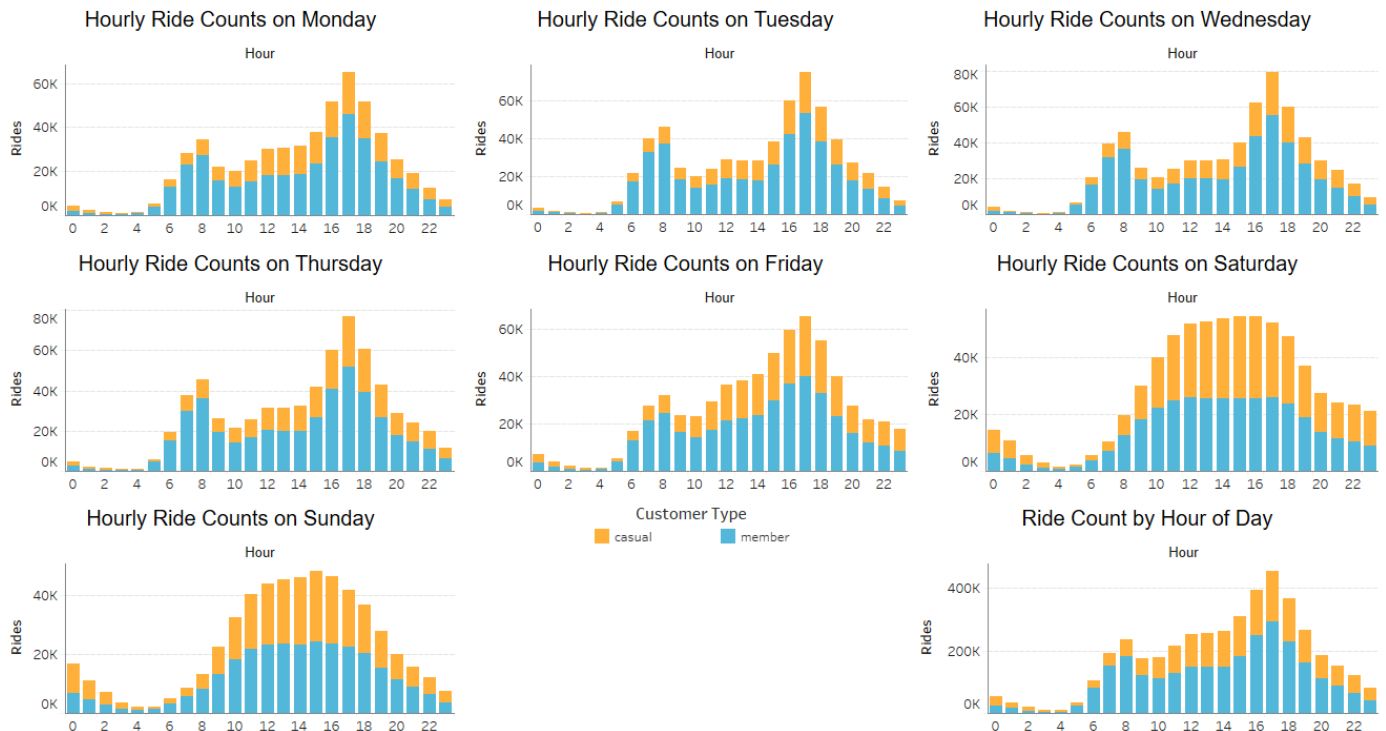 Hourly Ride Counts on Monday
Hour
60K
40K
20K
0K
Rides
0 2 4 6 8 10 12 14 16 18 20 22
Hourly Ride Counts on Tuesday
Hour
60K
40K
20K
0K
Rides
0 2 4 6 8 10 12 14 16 18 20 22
Hourly Ride Counts on Wednesday
Hour
80K
60K
40K
20K
0K
Rides
0 2 4 6 8 10 12 14 16 18 20 22
Hourly Ride Counts on Thursday
Hour
80K
60K
40K
20K
0K
Rides
0 2 4 6 8 10 12 14 16 18 20 22
Hourly Ride Counts on Friday
Hour
60K
40K
20K
0K
Rides
0 2 4 6 8 10 12 14 16 18 20 22
Hourly Ride Counts on Saturday
Hour
40K
20K
0K
Rides
0 2 4 6 8 10 12 14 16 18 20 22
Hourly Ride Counts on Sunday
Hour
40K
20K
0K
Rides
0 2 4 6 8 10 12 14 16 18 20 22
Customer Type
casual member
Ride Count by Hour of Day
Hour
400K
200K
0K
Rides
0 2 4 6 8 10 12 14 16 18 20 22